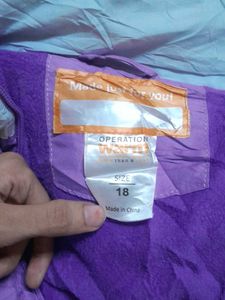 Made just for you!
OPERATION
Warm
SIZE
18
Made in China